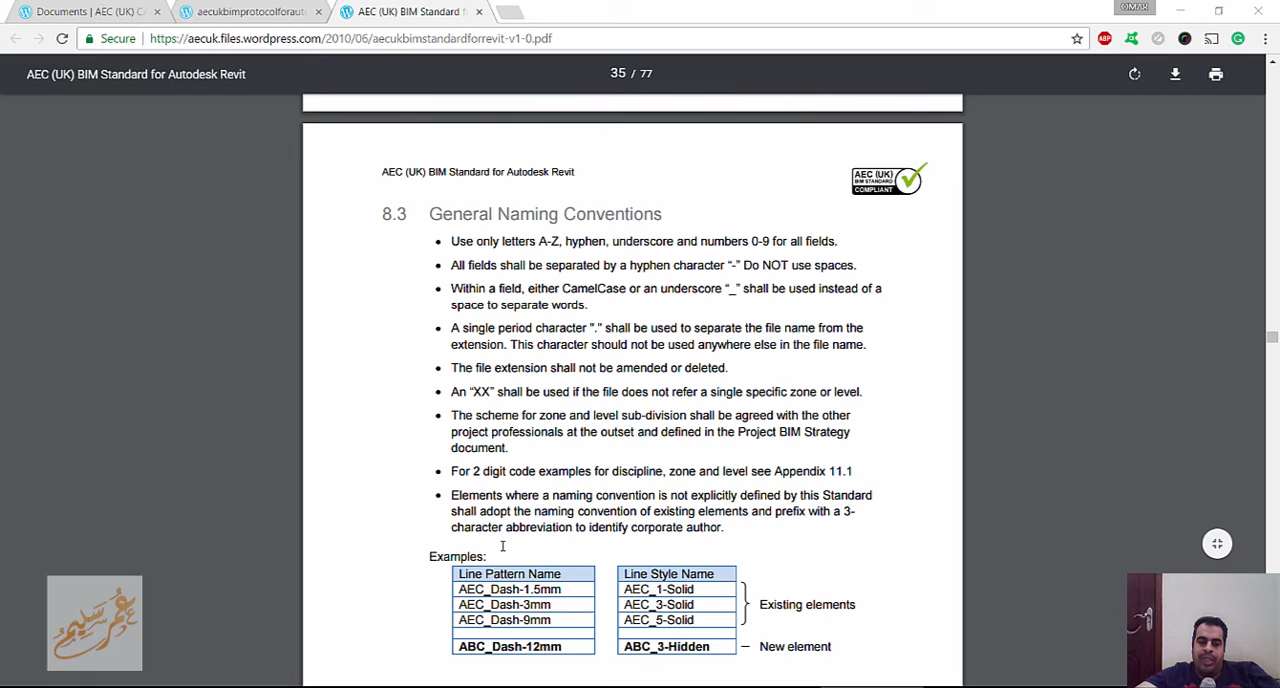 Documents | AEC (UK) C
aecukbimprotocolforauto
AEC (UK) BIM Standard f
OMAR
Secure
https://aecuk.files.wordpress.com/2010/06/aecukbimstandardforrevit-v1-0.pdf
ABP
AEC (UK) BIM Standard for Autodesk Revit
35 / 77
AEC (UK) BIM Standard for Autodesk Revit
AEC (UK)
BIM STANDARD
COMPLIANT
8.3 General Naming Conventions
• Use only letters A-Z, hyphen, underscore and numbers 0-9 for all fields.
• All fields shall be separated by a hyphen character “-” Do NOT use spaces.
• Within a field, either CamelCase or an underscore “_” shall be used instead of a
space to separate words.
• A single period character "." shall be used to separate the file name from the
extension. This character should not be used anywhere else in the file name.
• The file extension shall not be amended or deleted.
• An “XX” shall be used if the file does not refer a single specific zone or level.
• The scheme for zone and level sub-division shall be agreed with the other
project professionals at the outset and defined in the Project BIM Strategy
document.
• For 2 digit code examples for discipline, zone and level see Appendix 11.1
• Elements where a naming convention is not explicitly defined by this Standard
shall adopt the naming convention of existing elements and prefix with a 3-
character abbreviation to identify corporate author.
Examples:
Line Pattern Name Line Style Name
AEC_Dash-1.5mm AEC_1-Solid
AEC_Dash-3mm AEC_3-Solid Existing elements
AEC_Dash-9mm AEC_5-Solid
ABC_Dash-12mm ABC_3-Hidden – New element
عمر سليم